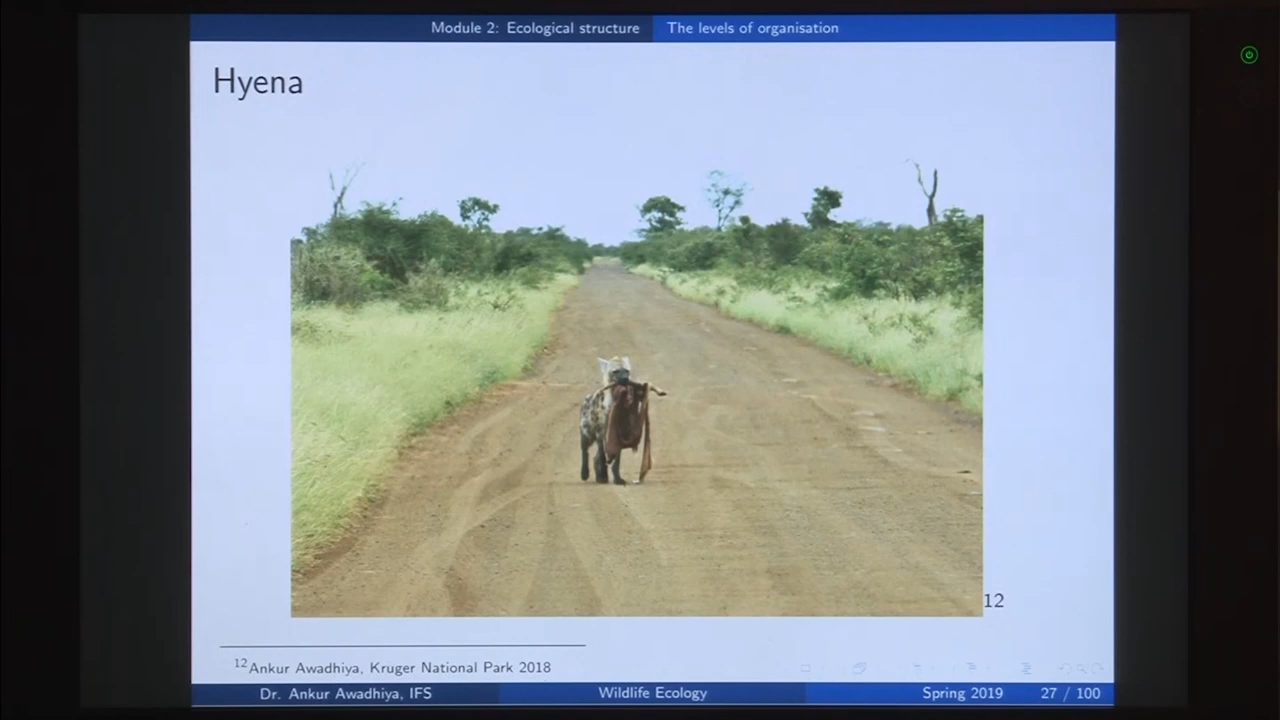 Module 2: Ecological structure The levels of organisation
Hyena
12
12Ankur Awadhiya, Kruger National Park 2018
Dr. Ankur Awadhiya, IFS Wildlife Ecology Spring 2019 27 / 100